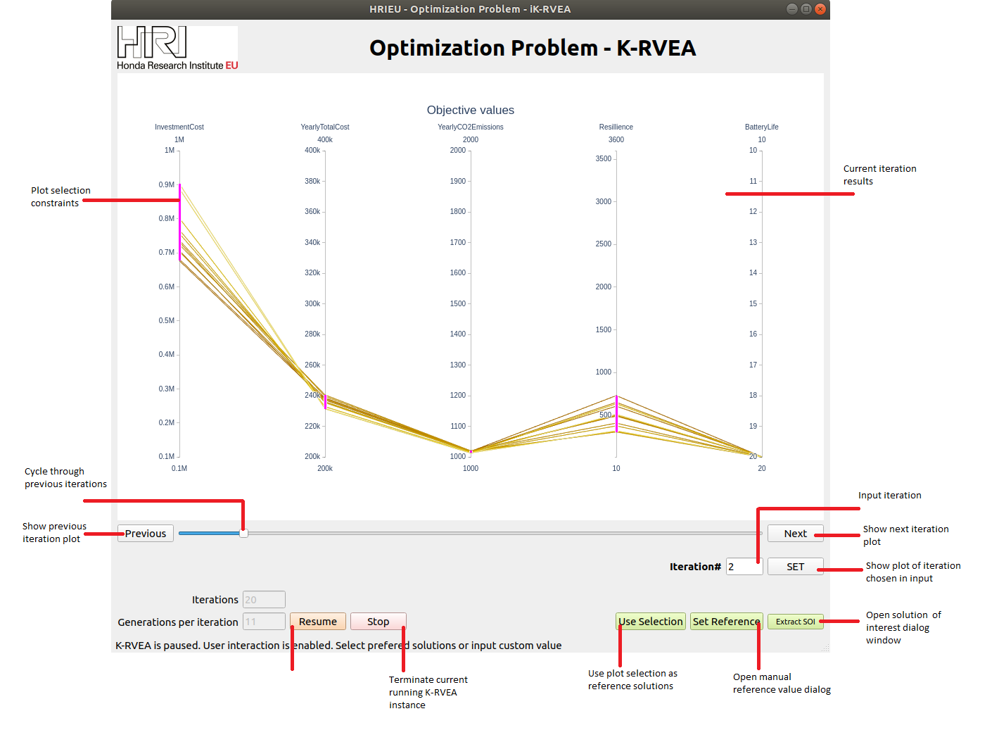 HRIEU - Optimization Problem - iK-RVEA
HRI
Honda Research Institute EU
Optimization Problem - K-RVEA
Objective values
InvestmentCost YearlyTotalCost YearlyCO2Emissions Resillience BatteryLife
1M 400k 2000 3600 10
1M 400k 2000 10
3500
0.9M 380k 1900 11
0.8M 360k 1800 3000 12
0.7M 340k 1700 2500 13
0.6M 320k 1600 2000 14
0.5M 300k 1500 1500 15
0.4M 280k 1400 16
0.3M 260k 1300 1000 17
0.2M 240k 1200 500 18
220k 1100 19
0.1M 200k 1000 20
0.1M 200k 1000 10 20
Plot selection
constraints
Current iteration
results
Cycle through
previous iterations
Show previous
iteration plot
Previous
Next
Input iteration
Show next iteration
plot
Iteration# 2 SET
Show plot of iteration
chosen in input
Iterations 20
Generations per iteration 11 Resume Stop
Use Selection Set Reference Extract SOI
Open solution of
interest dialog
window
K-RVEA is paused. User interaction is enabled. Select prefered solutions or input custom value
Terminate current
running K-RVEA
instance
Use plot selection as
reference solutions
Open manual
reference value dialog